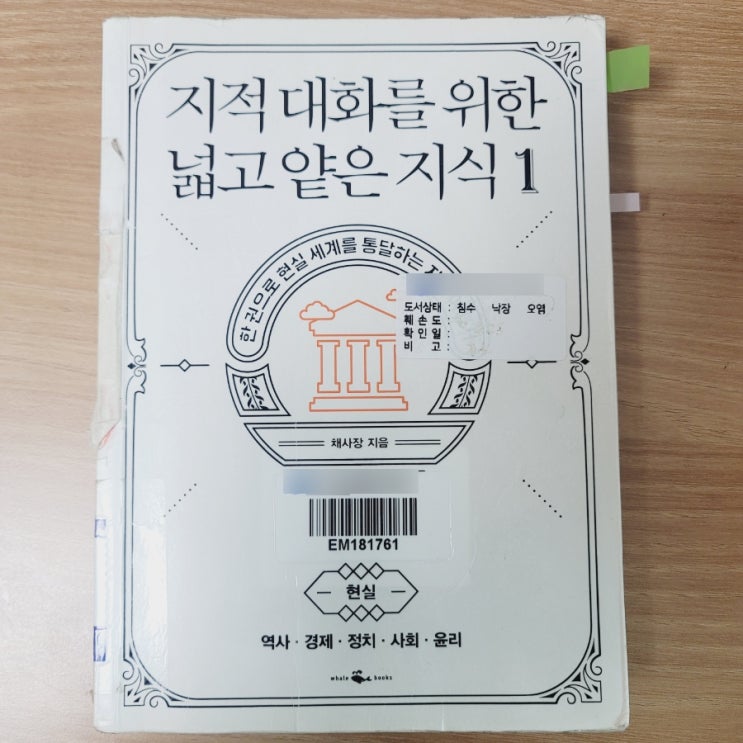 지적 대화를 위한
넓고 얕은 지식 1
한 권으로 현실 세계를 통달하는
도서상태 : 침수 낙장 오염
훼 손 도 :
확 인 일 :
비 고 :
채사장 지음
EM181761
현실
역사 · 경제 · 정치 · 사회 · 윤리
whale books